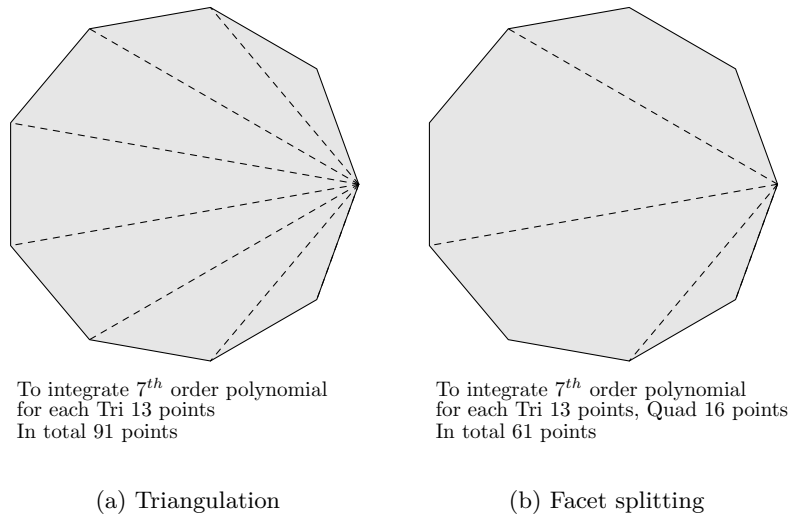 To integrate 7^{th} order polynomial
for each Tri 13 points
In total 91 points
(a) Triangulation
To integrate 7^{th} order polynomial
for each Tri 13 points, Quad 16 points
In total 61 points
(b) Facet splitting